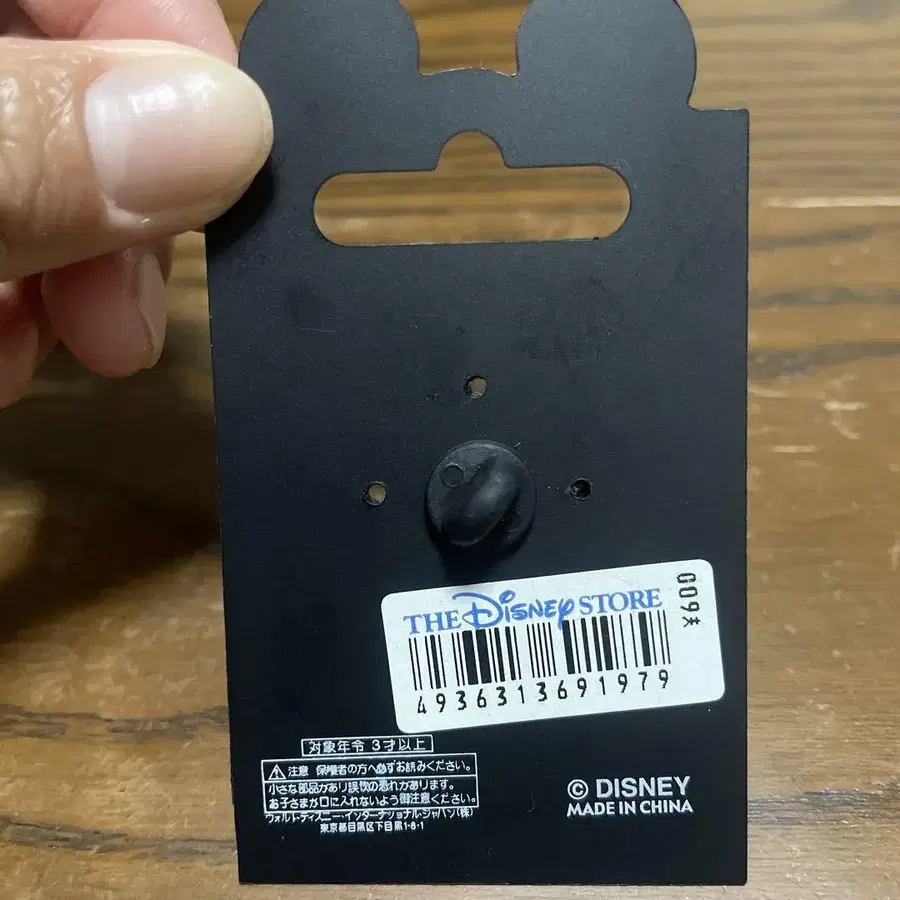 THE DISNEY STORE
¥600
4936313691979
対象年令 3才以上
⚠注意 保護者の方へ必ずお読みください。
小さな部品があり誤飲の恐れがあります。
お子さまが口に入れないよう御注意ください。
ウォルトディズニー・インターナショナル・ジャパン(株)
東京都目黒区下目黒1-8-1
© DISNEY
MADE IN CHINA